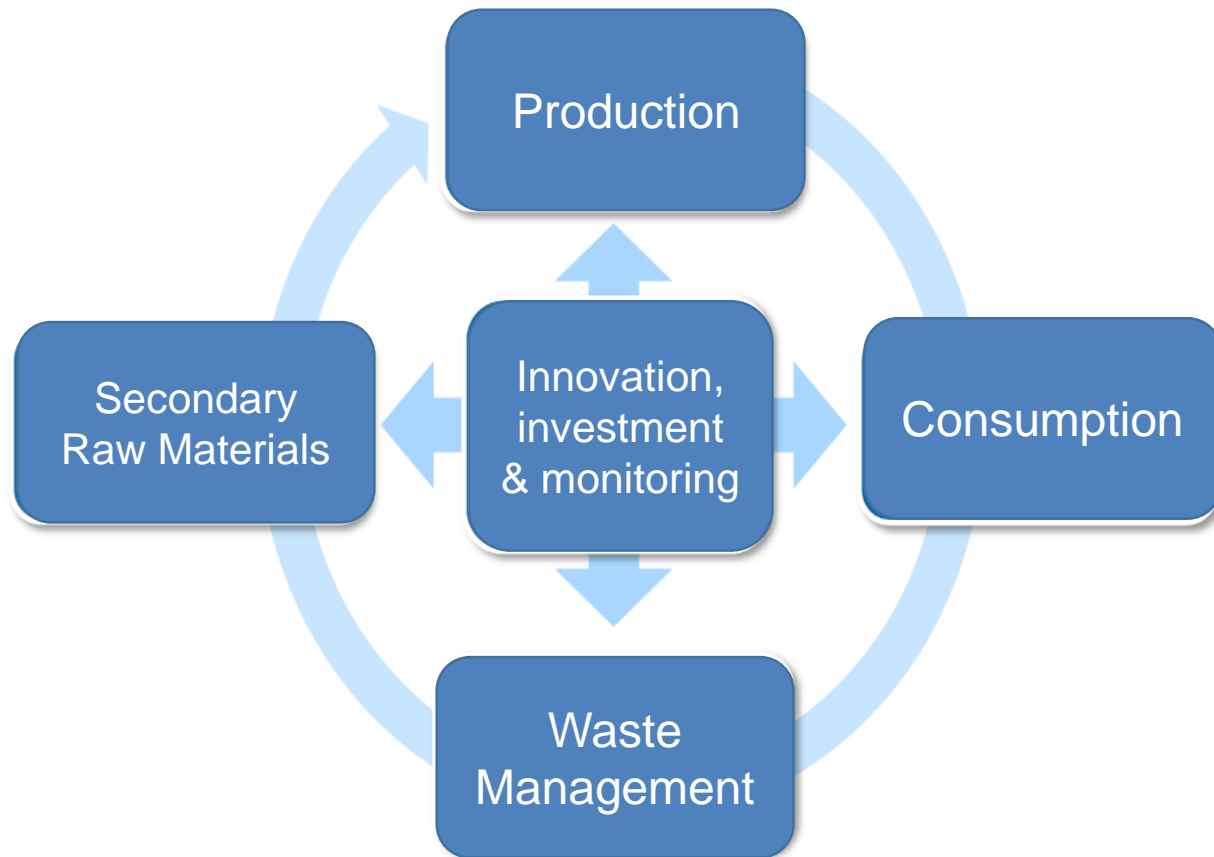 Production
Secondary
Raw Materials
Innovation,
investment
& monitoring
Consumption
Waste
Management